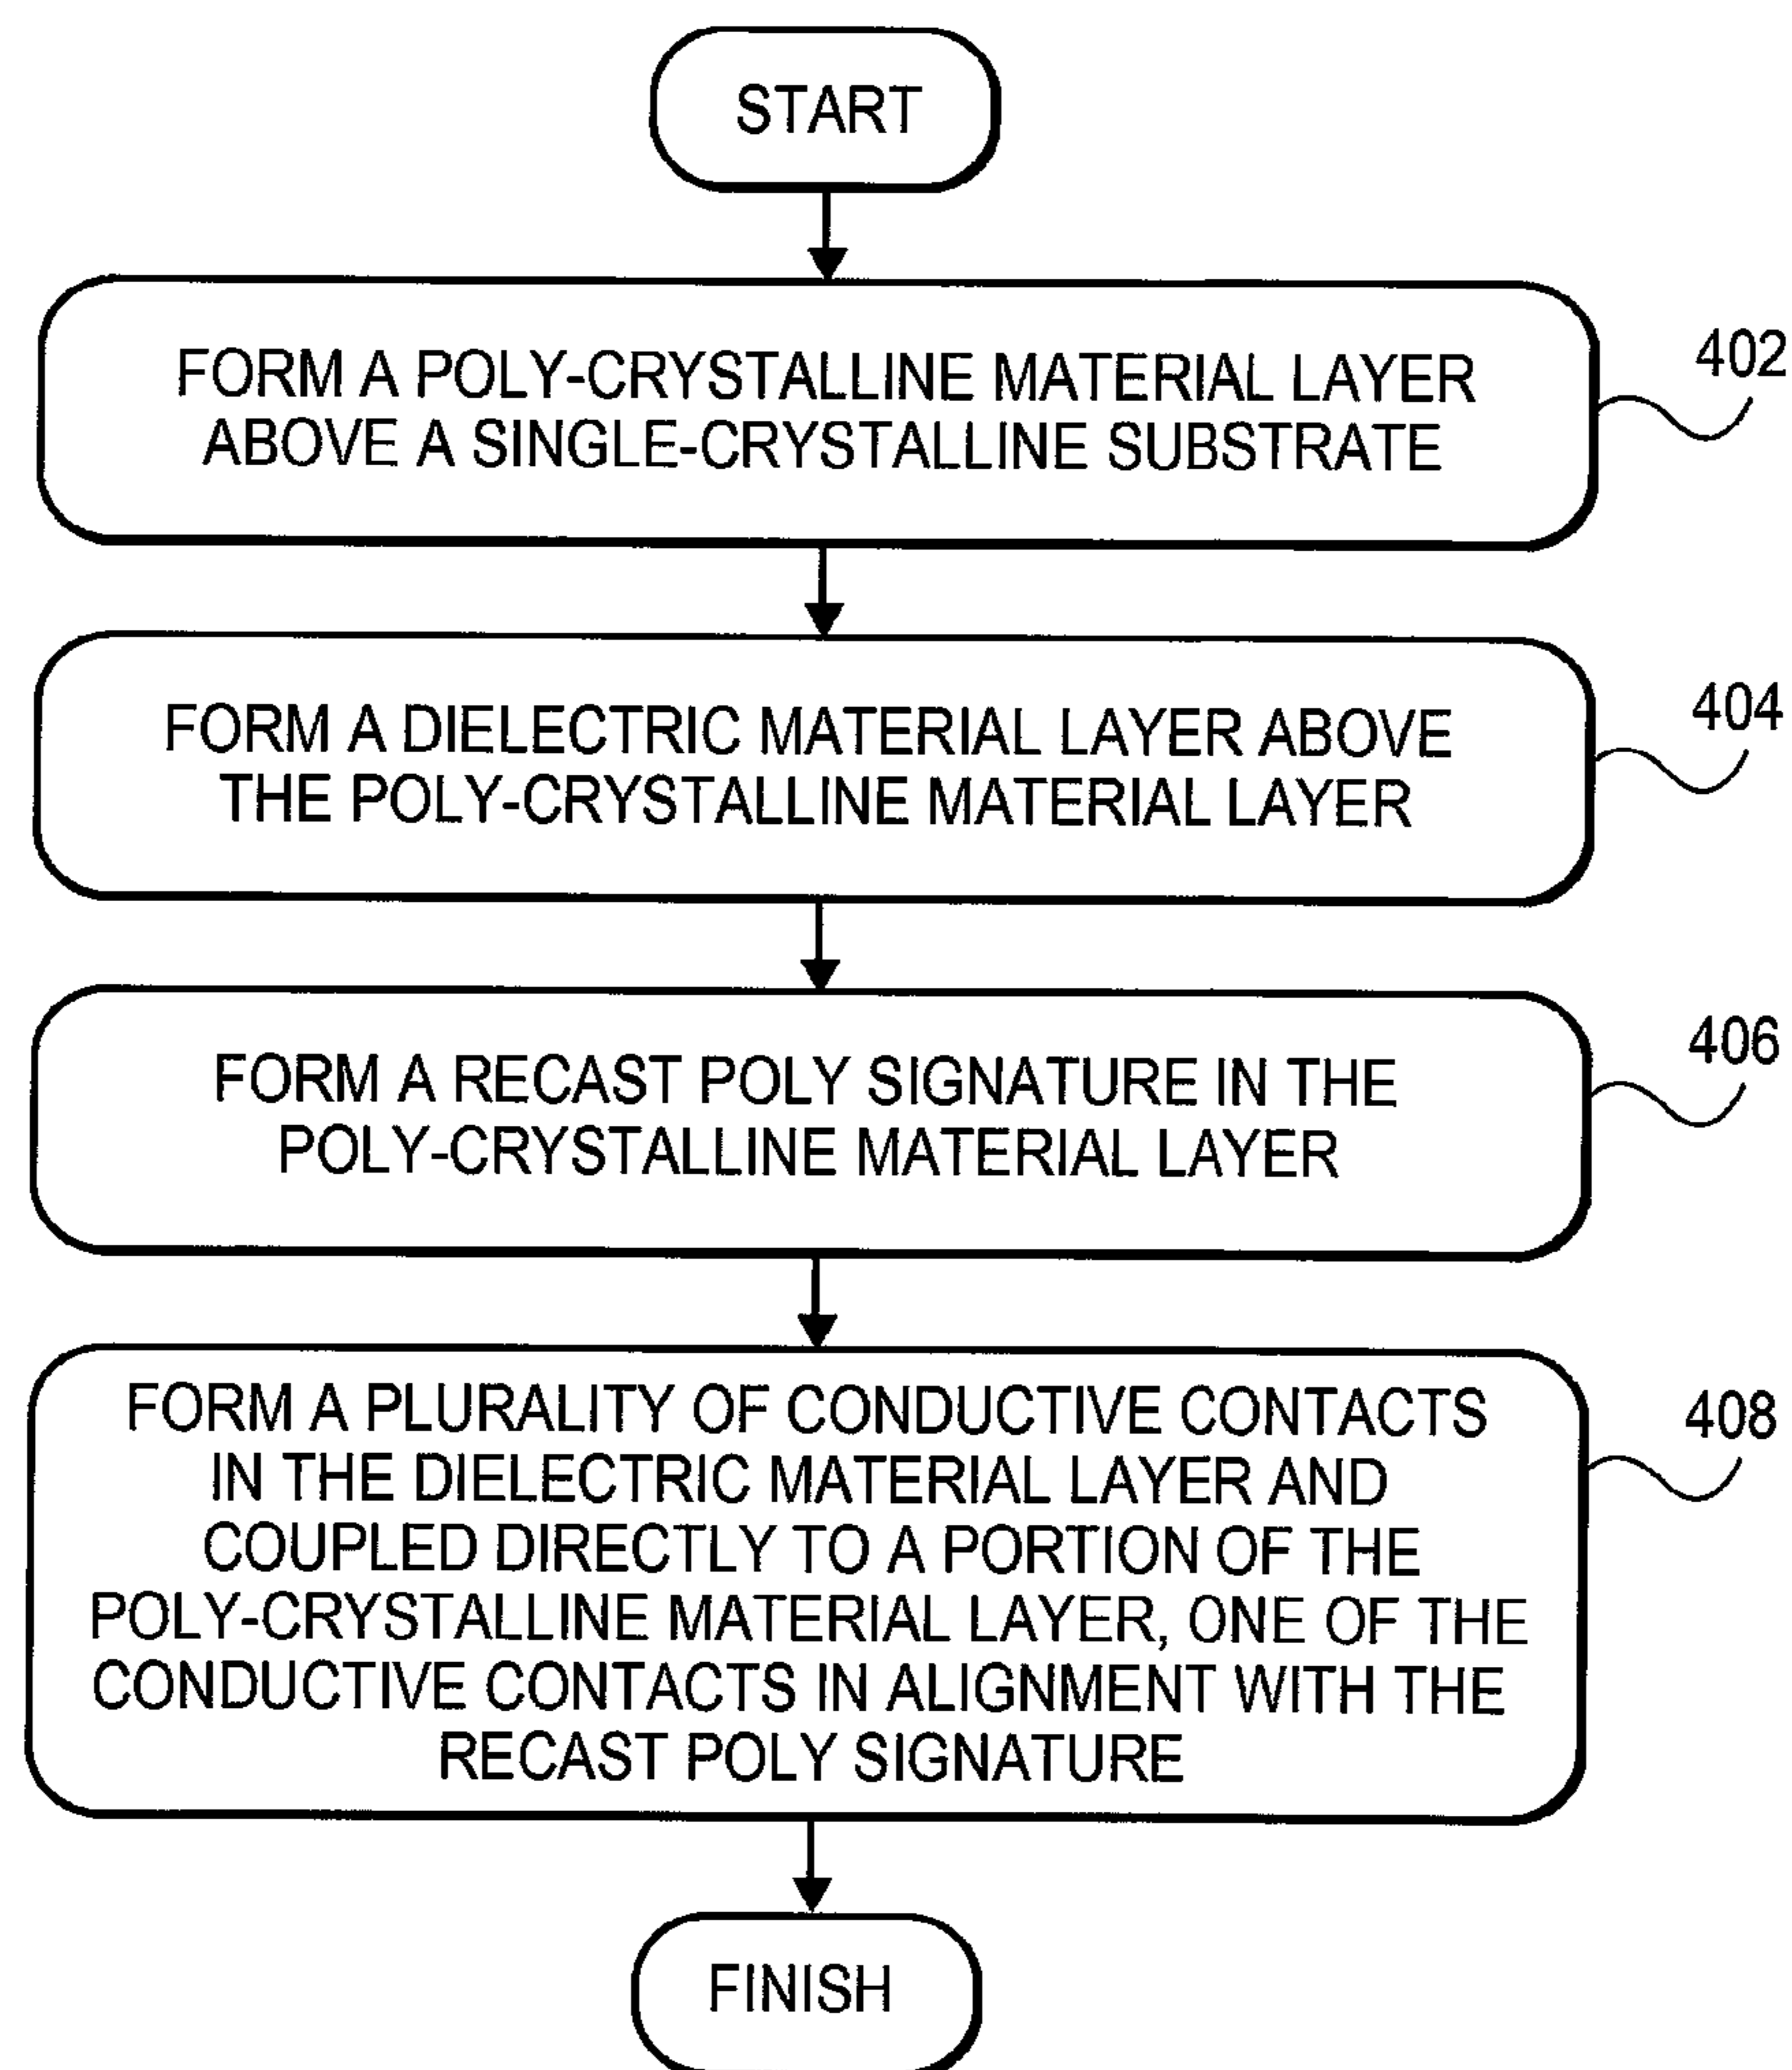 START
FORM A POLY-CRYSTALLINE MATERIAL LAYER
ABOVE A SINGLE-CRYSTALLINE SUBSTRATE
402
FORM A DIELECTRIC MATERIAL LAYER ABOVE
THE POLY-CRYSTALLINE MATERIAL LAYER
404
FORM A RECAST POLY SIGNATURE IN THE
POLY-CRYSTALLINE MATERIAL LAYER
406
FORM A PLURALITY OF CONDUCTIVE CONTACTS
IN THE DIELECTRIC MATERIAL LAYER AND
COUPLED DIRECTLY TO A PORTION OF THE
POLY-CRYSTALLINE MATERIAL LAYER, ONE OF THE
CONDUCTIVE CONTACTS IN ALIGNMENT WITH THE
RECAST POLY SIGNATURE
408
FINISH